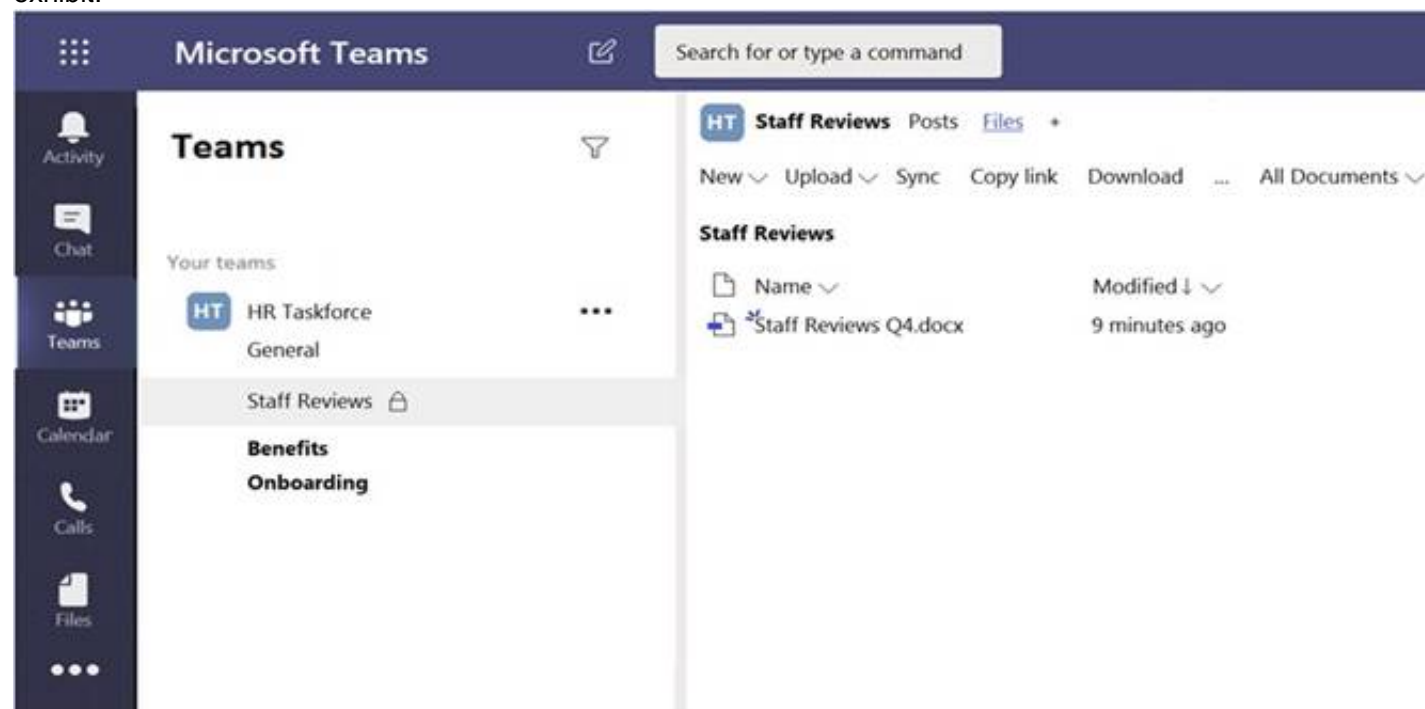 exhibit.
Microsoft Teams
Search for or type a command
Activity
Chat
Teams
Calendar
Calls
Files
Teams
Your teams
HT HR Taskforce
General
Staff Reviews
Benefits
Onboarding
HT Staff Reviews Posts Files +
New Upload Sync Copy link Download ... All Documents
Staff Reviews
Name Modified ↓
Staff Reviews Q4.docx 9 minutes ago